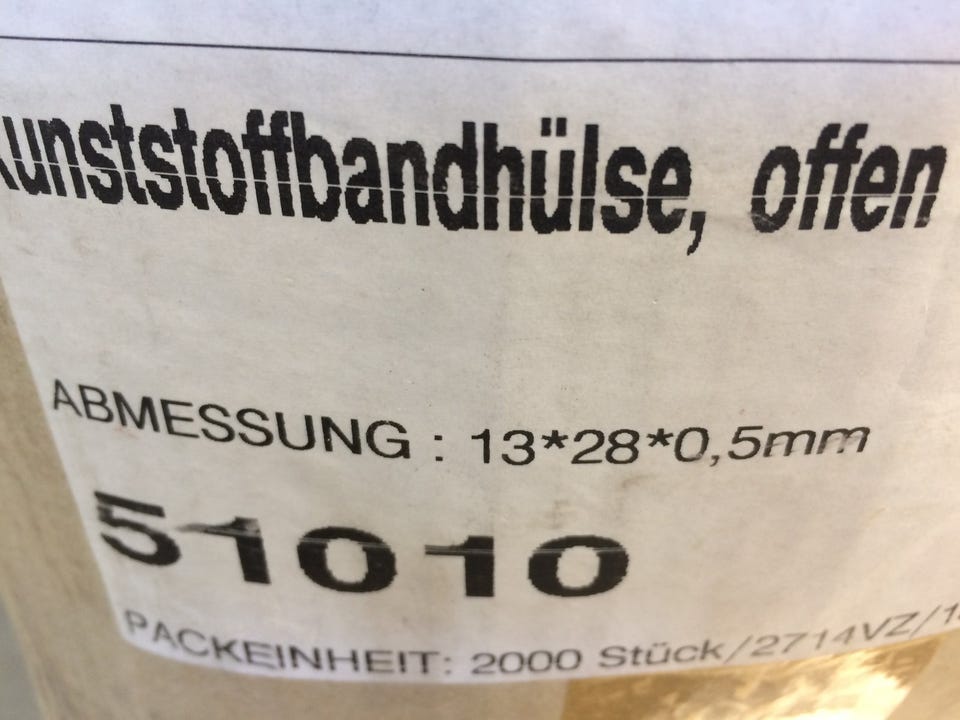 Kunststoffbandhülse, offen
ABMESSUNG : 13*28*0,5mm
51010
PACKEINHEIT: 2000 Stück/2714VZ/